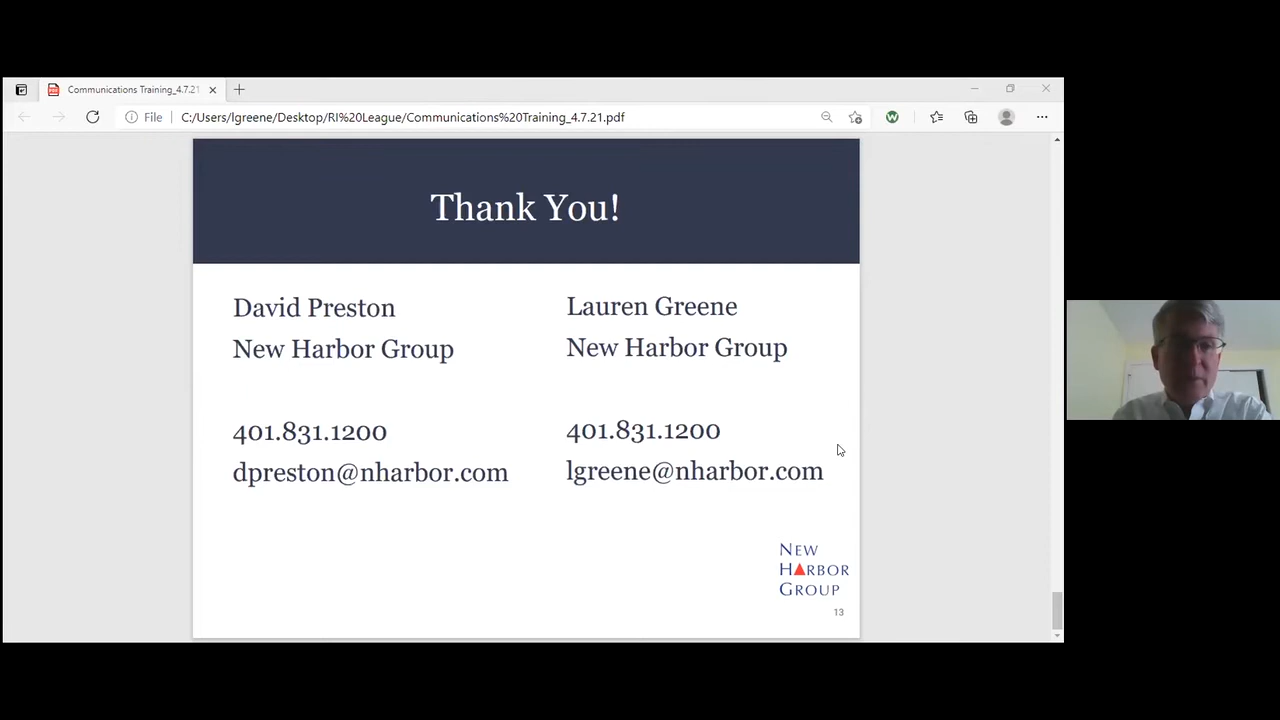 Communications Training_4.7.21
File
C:/Users/lgreene/Desktop/RI%20League/Communications%20Training_4.7.21.pdf
Thank You!
David Preston
New Harbor Group
401.831.1200
dpreston@nharbor.com
Lauren Greene
New Harbor Group
401.831.1200
lgreene@nharbor.com
NEW
HARBOR
GROUP
13